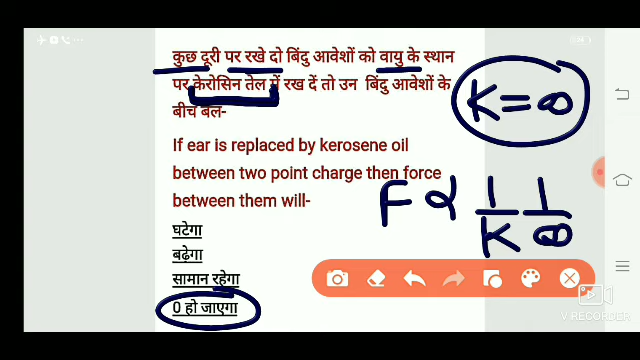 कुछ दूरी पर रखे दो बिंदु आवेशों को वायु के स्थान
पर केरोसिन तेल में रख दें तो उन बिंदु आवेशों के
बीच बल-
K = ∞
If ear is replaced by kerosene oil
between two point charge then force
between them will-
F ∝ 1/K 1/∞
घटेगा
बढ़ेगा
सामान रहेगा
0 हो जाएगा
V RECORDER